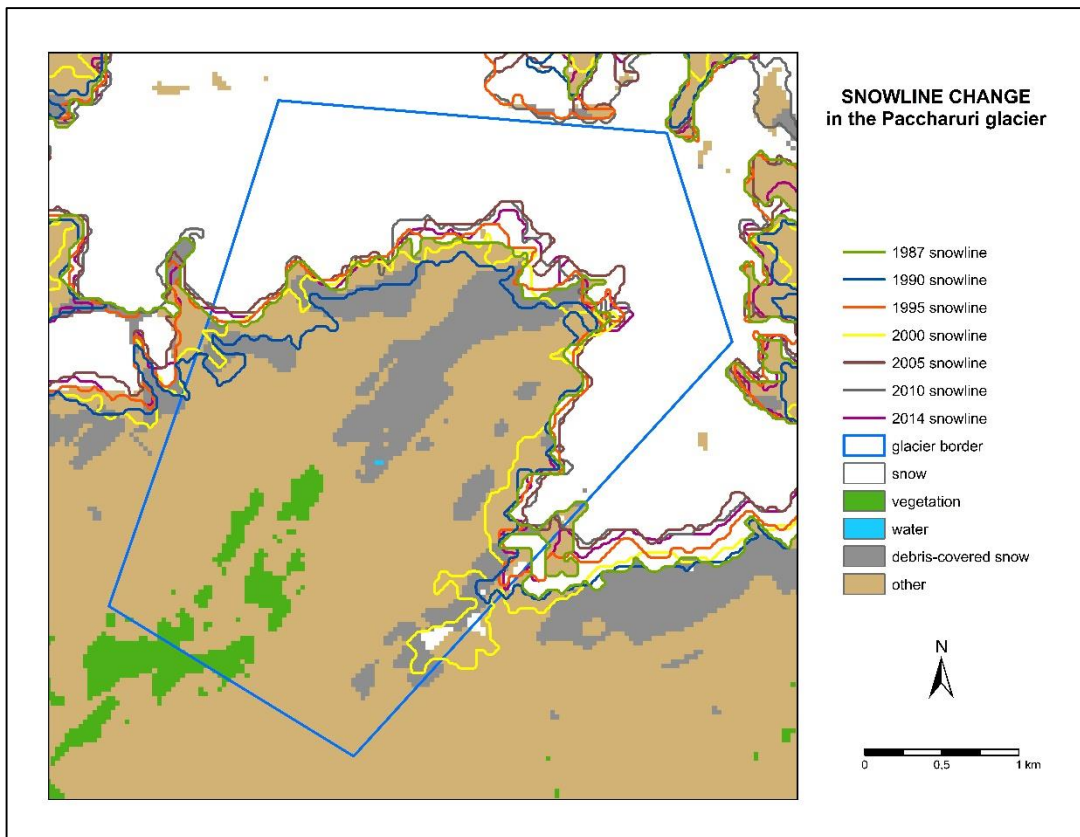 SNOWLINE CHANGE
in the Paccharuri glacier
1987 snowline
1990 snowline
1995 snowline
2000 snowline
2005 snowline
2010 snowline
2014 snowline
glacier border
snow
vegetation
water
debris-covered snow
other
N
0 0.5 1 km